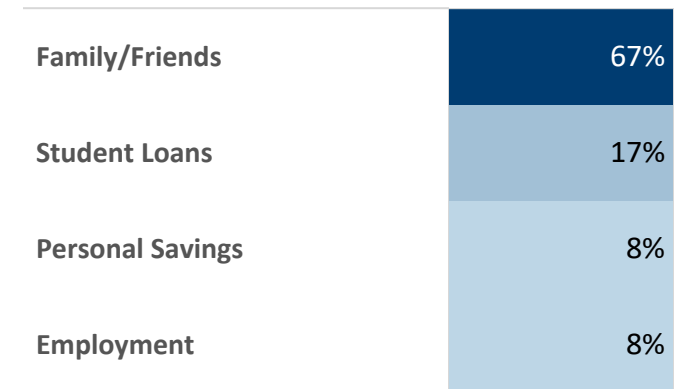 Family/Friends 67%
Student Loans 17%
Personal Savings 8%
Employment 8%